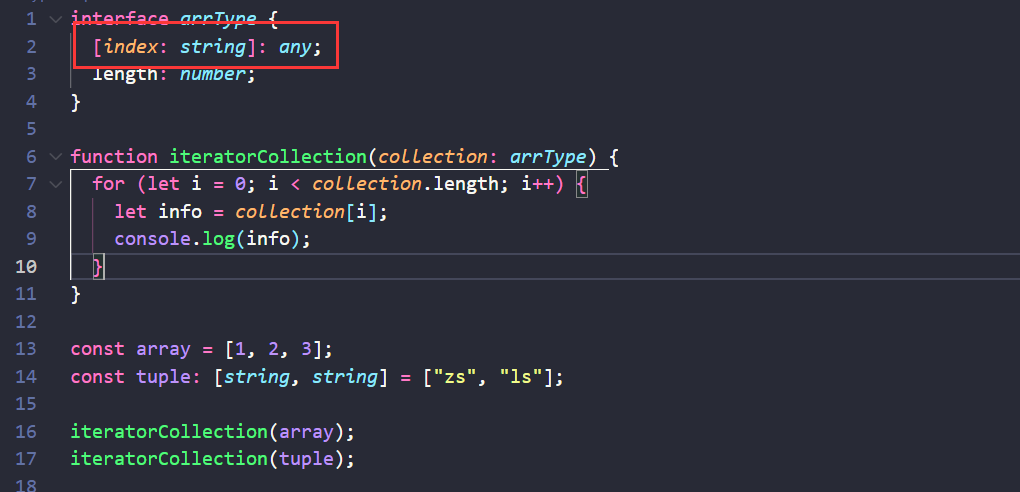 1 interface arrType {
2 [index: string]: any;
3 length: number;
4 }
5
6 function iteratorCollection(collection: arrType) {
7 for (let i = 0; i < collection.length; i++) {
8 let info = collection[i];
9 console.log(info);
10 }
11 }
12
13 const array = [1, 2, 3];
14 const tuple: [string, string] = ["zs", "ls"];
15
16 iteratorCollection(array);
17 iteratorCollection(tuple);
18